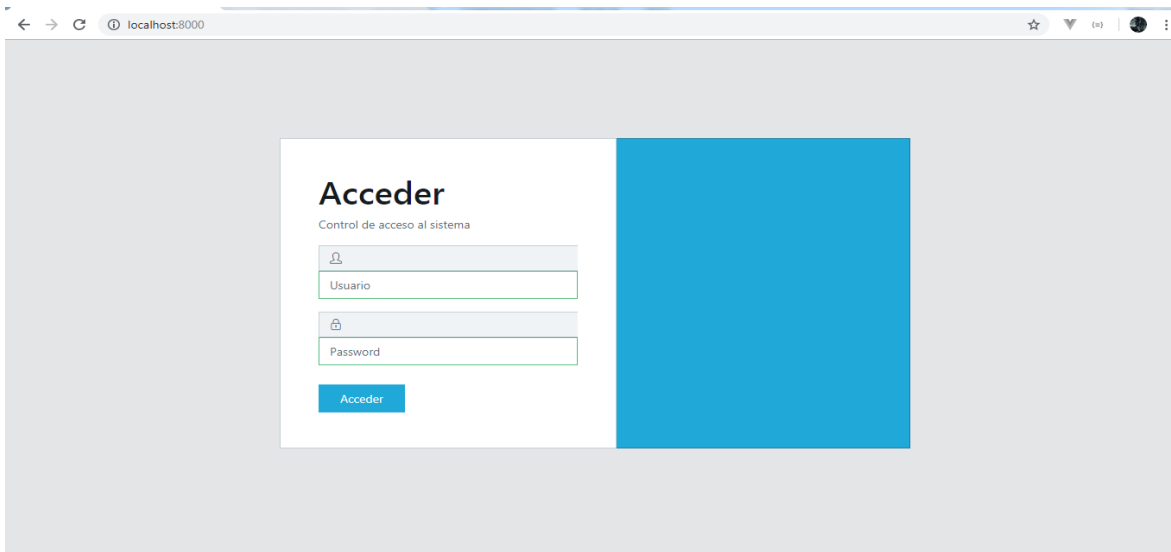 localhost:8000
Acceder
Control de acceso al sistema
Usuario
Password
Acceder